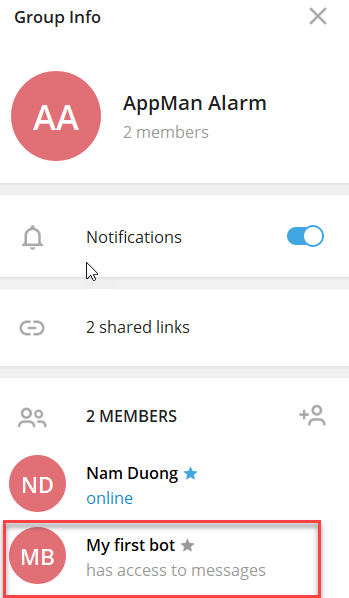 Group Info
AA
AppMan Alarm
2 members
Notifications
2 shared links
2 MEMBERS
ND
Nam Duong
online
MB
My first bot
has access to messages